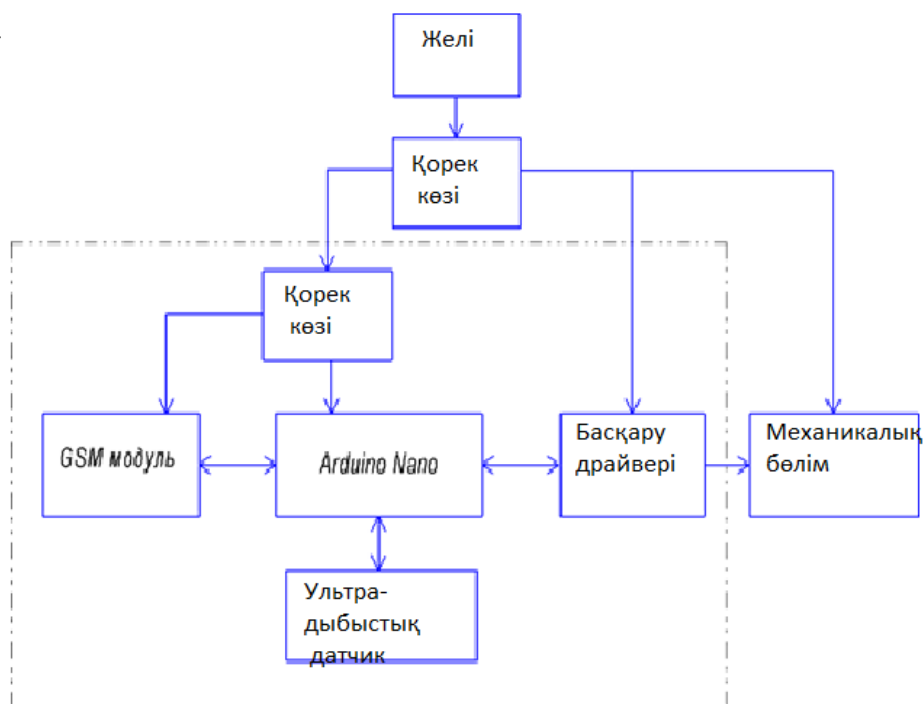 Желі
Қорек
көзі
Қорек
көзі
GSM модуль
Arduino Nano
Басқару
драйвері
Механикалық
бөлім
Ультра-
дыбыстық
датчик